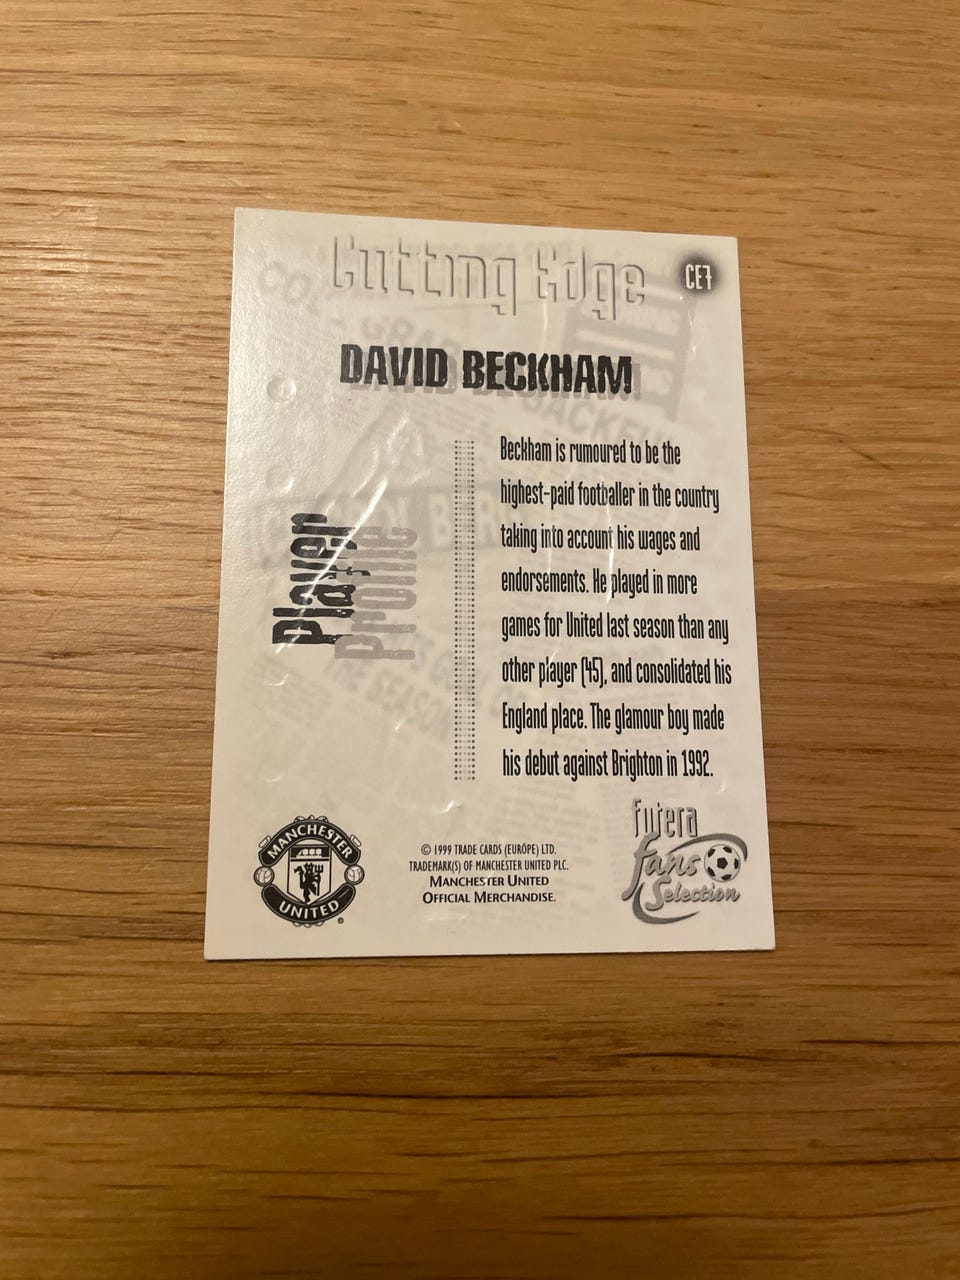 Cutting Edge
CE7
DAVID BECKHAM
Player
Profile
Beckham is rumoured to be the
highest-paid footballer in the country
taking into account his wages and
endorsements. He played in more
games for United last season than any
other player (45), and consolidated his
England place. The glamour boy made
his debut against Brighton in 1992.
MANCHESTER
UNITED
© 1999 TRADE CARDS (EUROPE) LTD.
TRADEMARK(S) OF MANCHESTER UNITED PLC.
MANCHESTER UNITED
OFFICIAL MERCHANDISE.
futera
fans
Selection